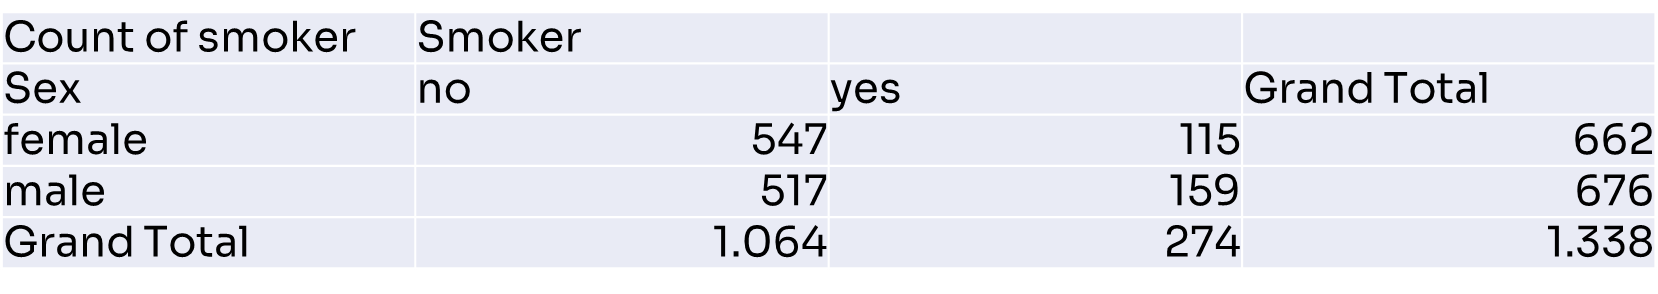 Count of smoker Smoker
Sex no yes Grand Total
female 547 115 662
male 517 159 676
Grand Total 1.064 274 1.338